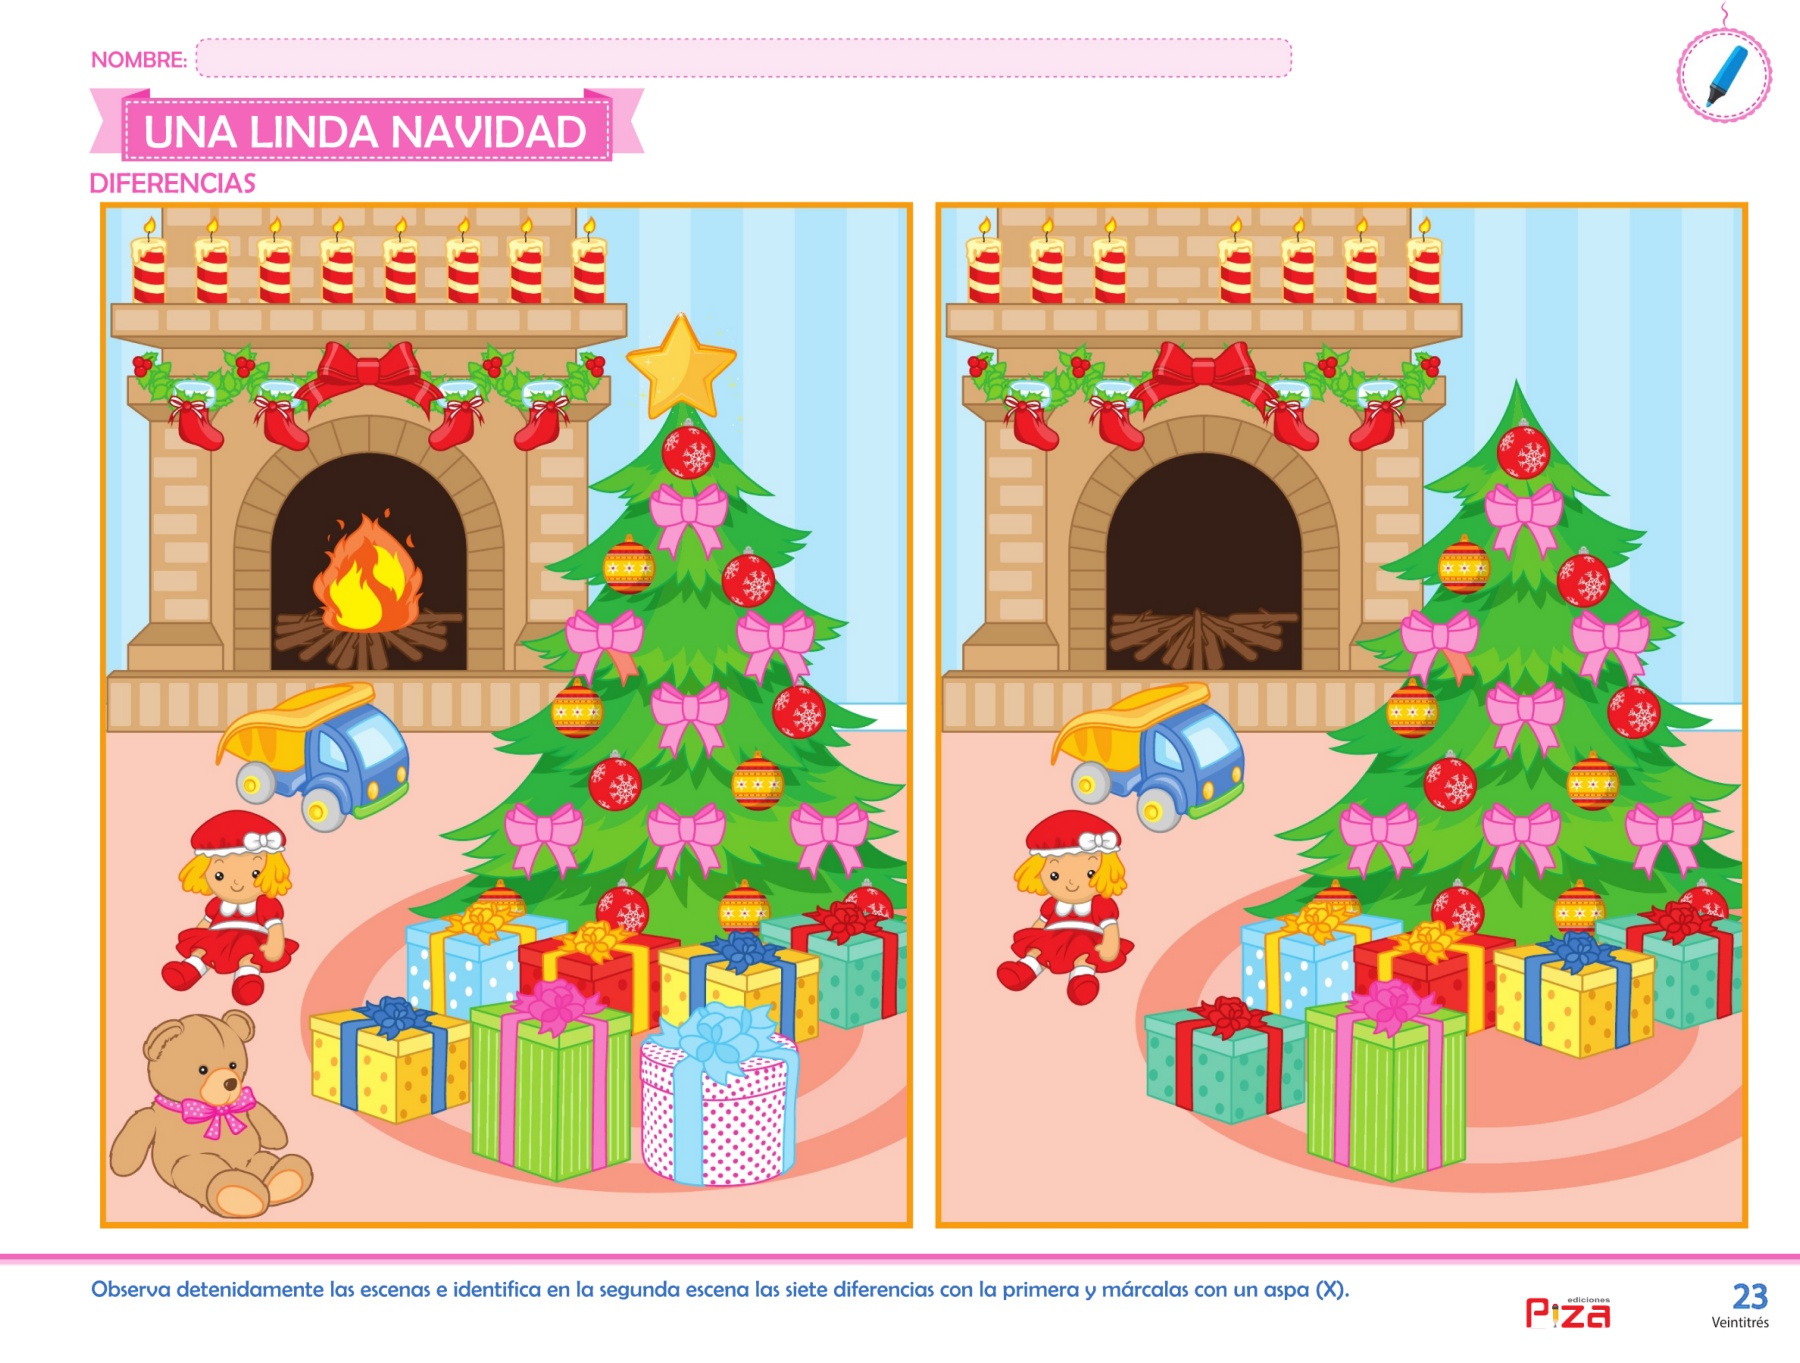 NOMBRE:
UNA LINDA NAVIDAD
DIFERENCIAS
Observa detenidamente las escenas e identifica en la segunda escena las siete diferencias con la primera y márcalas con un aspa (X).
ediciones
Piza
23
Veintitrés